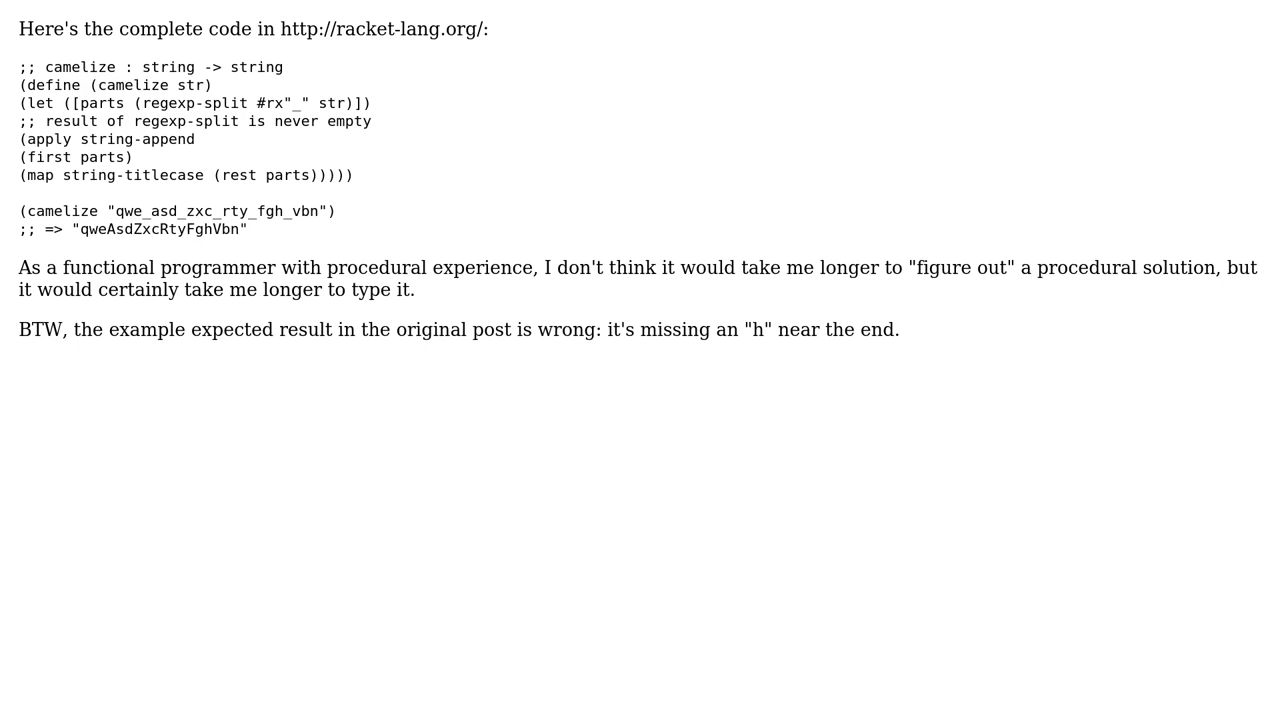 Here's the complete code in http://racket-lang.org/:
;; camelize : string -> string
(define (camelize str)
(let ([parts (regexp-split #rx"_" str)])
;; result of regexp-split is never empty
(apply string-append
(first parts)
(map string-titlecase (rest parts)))))
(camelize "qwe_asd_zxc_rty_fgh_vbn")
;; => "qweAsdZxcRtyFghVbn"
As a functional programmer with procedural experience, I don't think it would take me longer to "figure out" a procedural solution, but
it would certainly take me longer to type it.
BTW, the example expected result in the original post is wrong: it's missing an "h" near the end.